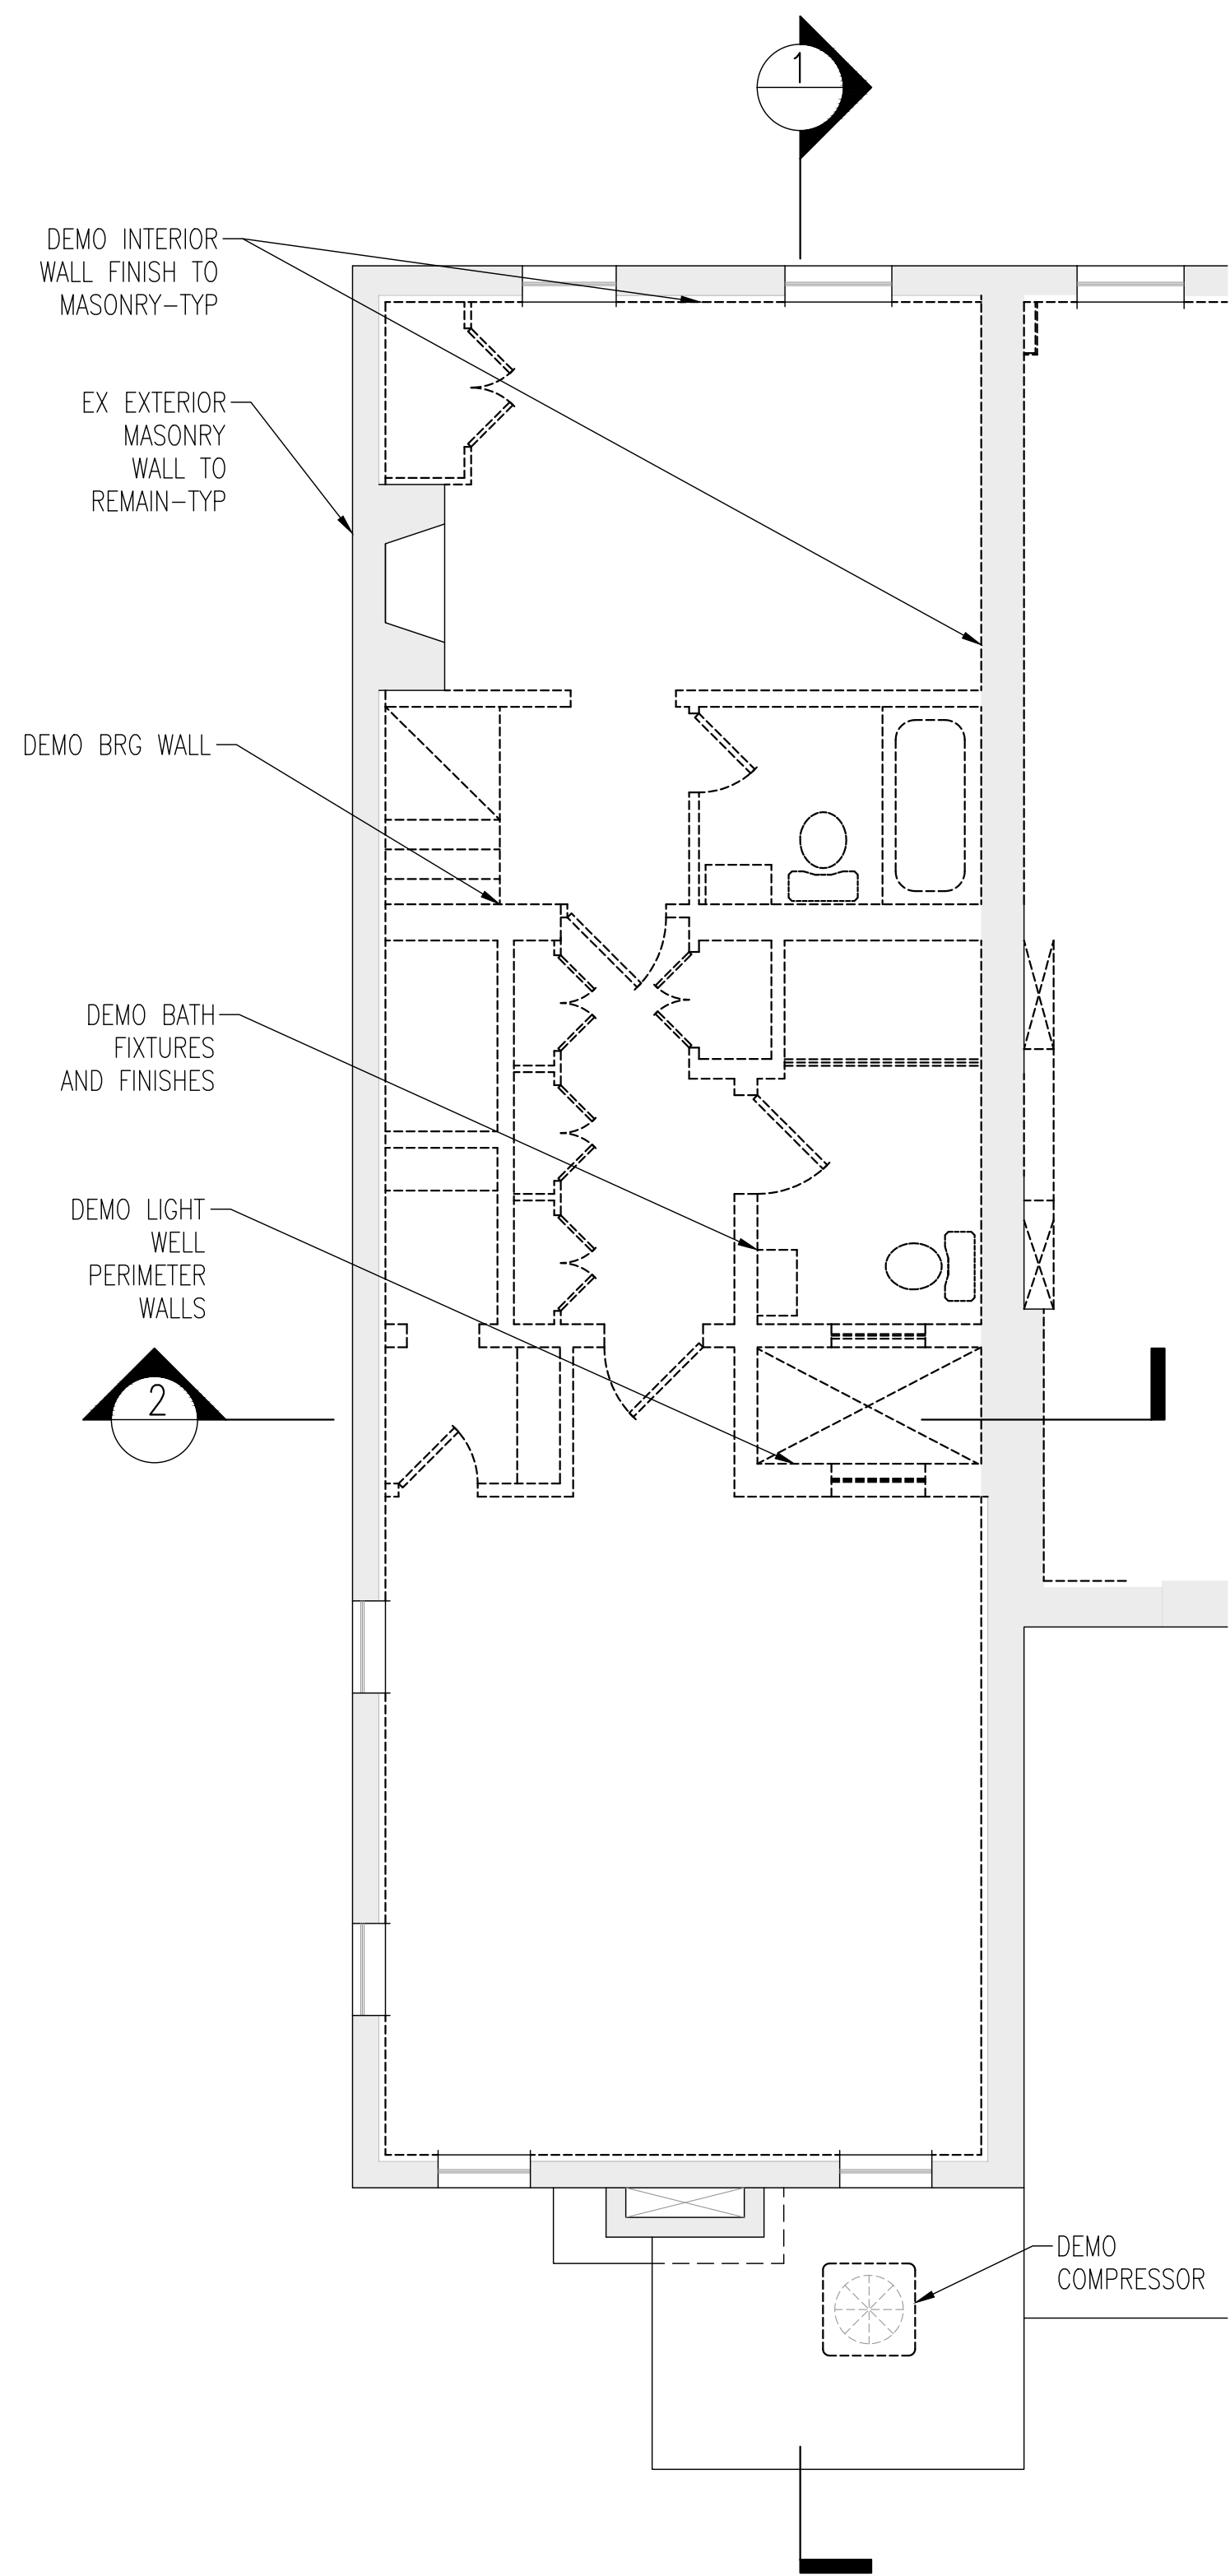 1
DEMO INTERIOR
WALL FINISH TO
MASONRY-TYP
EX EXTERIOR
MASONRY
WALL TO
REMAIN-TYP
DEMO BRG WALL
DEMO BATH
FIXTURES
AND FINISHES
DEMO LIGHT
WELL
PERIMETER
WALLS
2
DEMO
COMPRESSOR